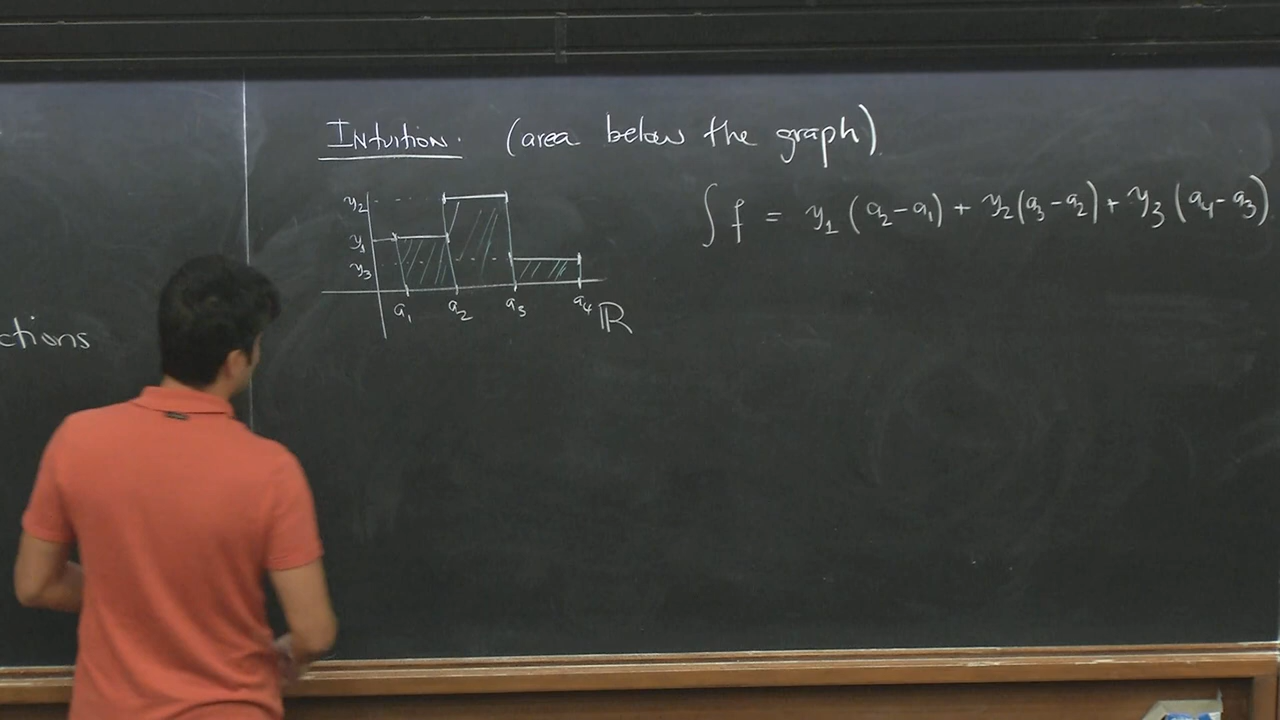 Intuition. (area below the graph).
∫f = y₁(a₂-a₁) + y₂(a₃-a₂) + y₃(a₄-a₃)
y₂
y₁
y₃
a₁ a₂ a₃ a₄ ℝ
ctions